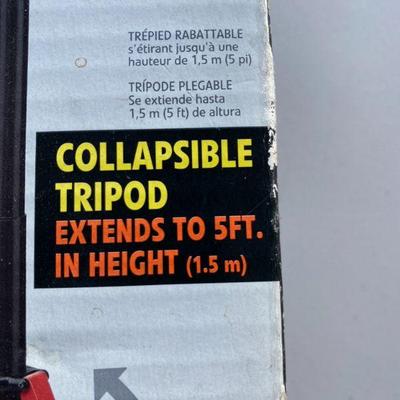 TRÉPIED RABATTABLE
s'étirant jusqu'à une
hauteur de 1,5 m (5 pi)
TRÍPODE PLEGABLE
Se extiende hasta
1,5 m (5 ft) de altura
COLLAPSIBLE
TRIPOD
EXTENDS TO 5FT.
IN HEIGHT (1.5 m)